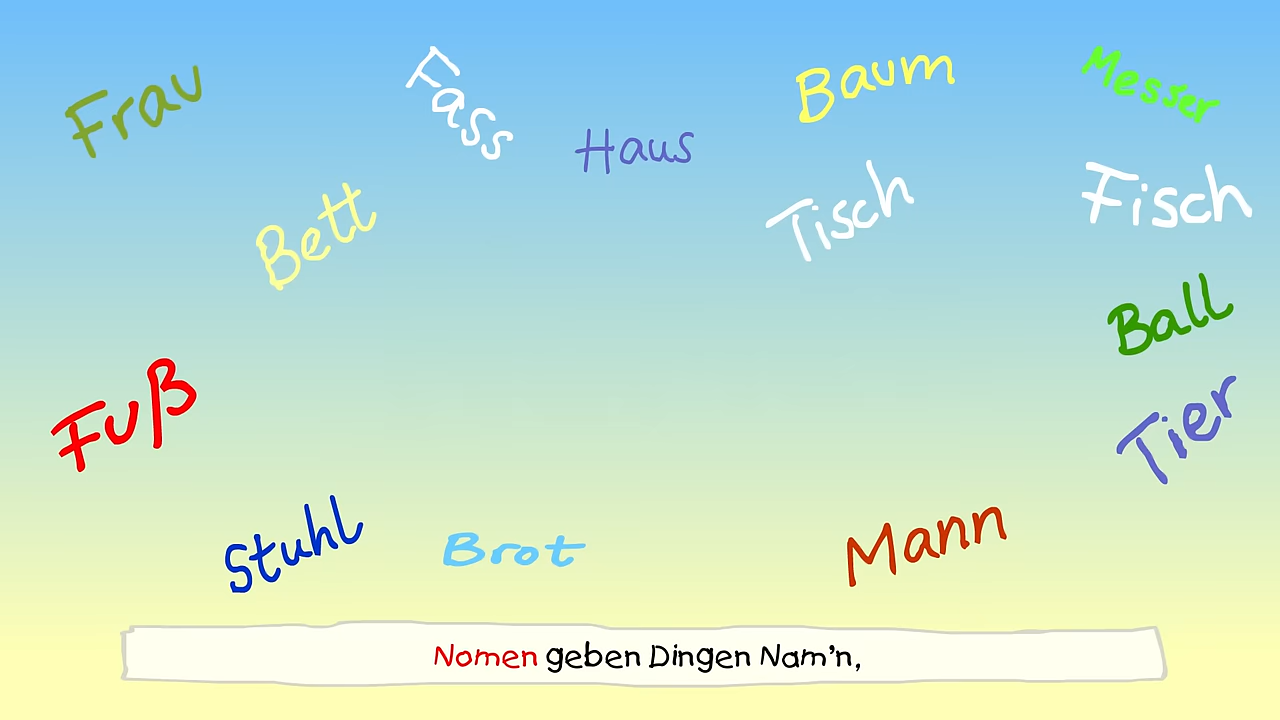 Frau
Fass
Haus
Baum
Messer
Bett
Tisch
Fisch
Ball
Fuß
Tier
Stuhl
Brot
Mann
Nomen geben Dingen Nam'n,